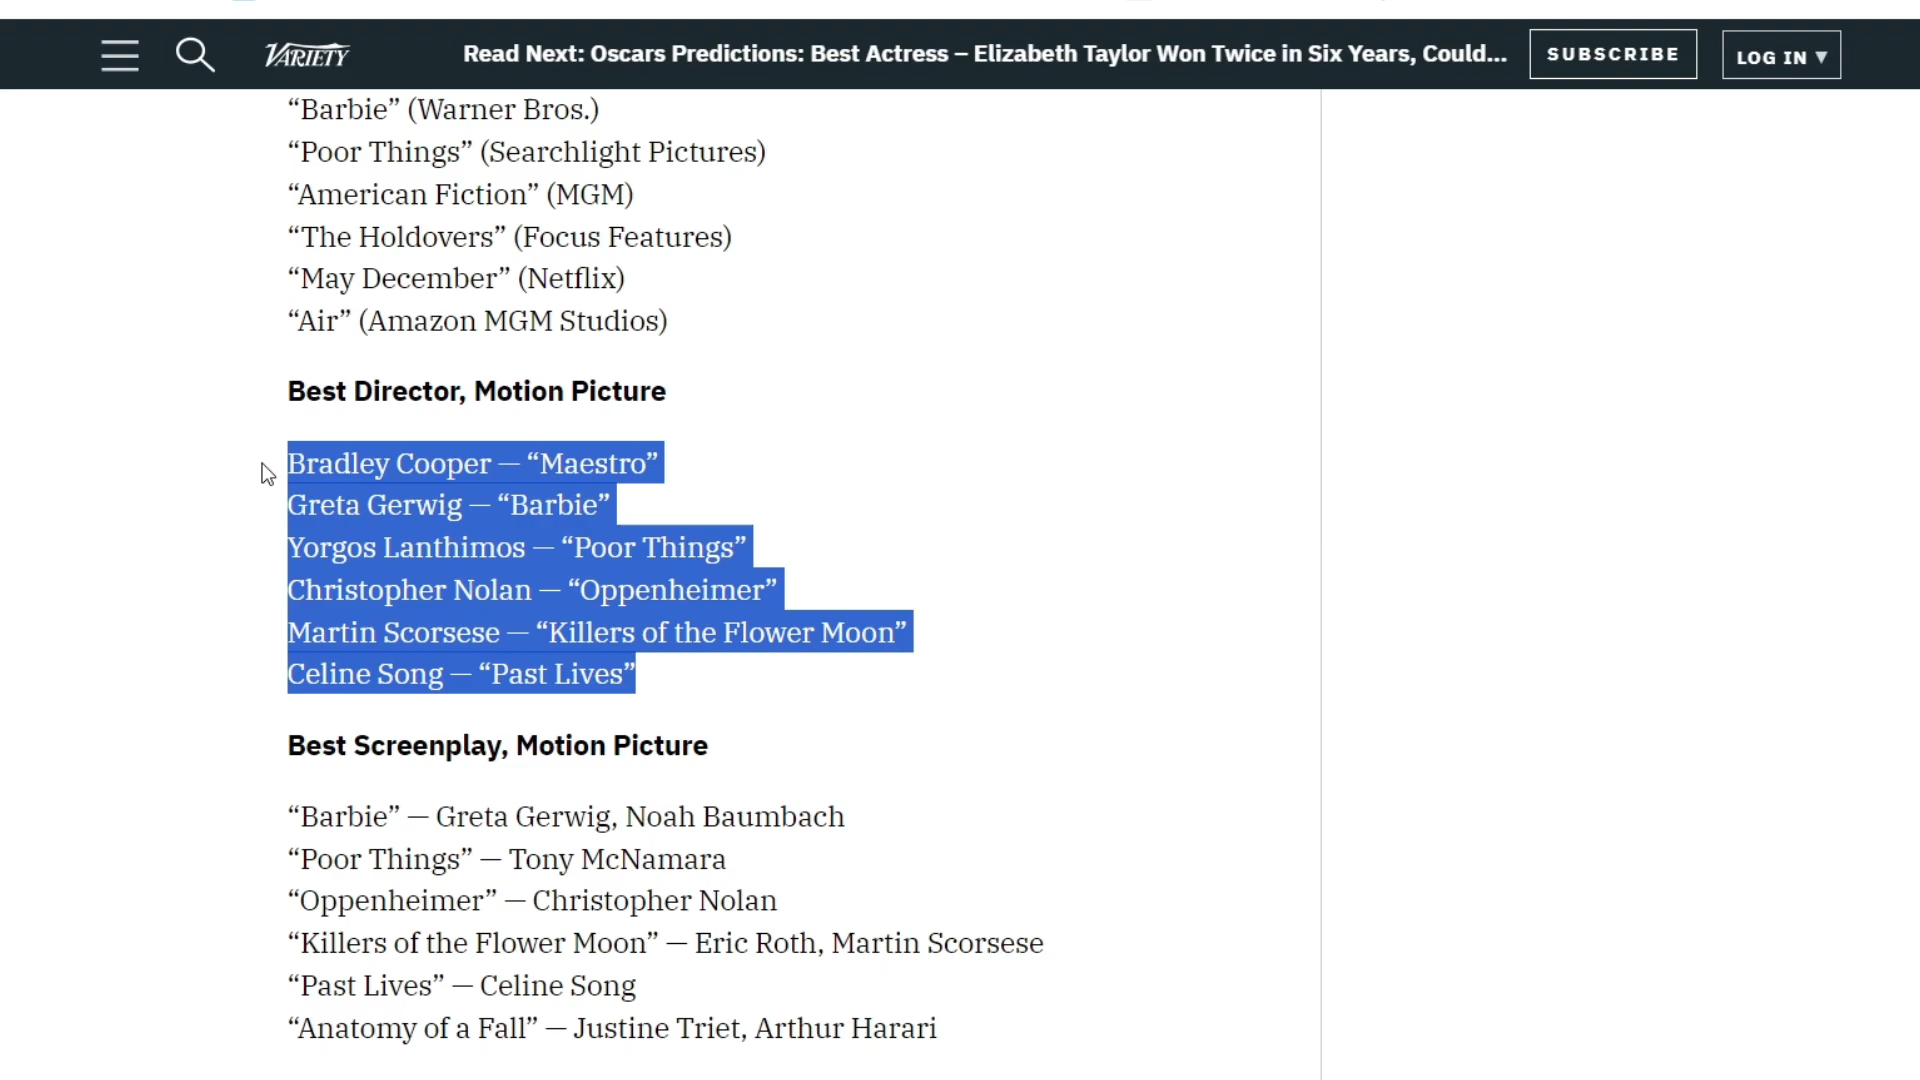 VARIETY
Read Next: Oscars Predictions: Best Actress – Elizabeth Taylor Won Twice in Six Years, Could...
SUBSCRIBE
LOG IN ▼
“Barbie” (Warner Bros.)
“Poor Things” (Searchlight Pictures)
“American Fiction” (MGM)
“The Holdovers” (Focus Features)
“May December” (Netflix)
“Air” (Amazon MGM Studios)
Best Director, Motion Picture
Bradley Cooper — “Maestro”
Greta Gerwig — “Barbie”
Yorgos Lanthimos — “Poor Things”
Christopher Nolan — “Oppenheimer”
Martin Scorsese — “Killers of the Flower Moon”
Celine Song — “Past Lives”
Best Screenplay, Motion Picture
“Barbie” — Greta Gerwig, Noah Baumbach
“Poor Things” — Tony McNamara
“Oppenheimer” — Christopher Nolan
“Killers of the Flower Moon” — Eric Roth, Martin Scorsese
“Past Lives” — Celine Song
“Anatomy of a Fall” — Justine Triet, Arthur Harari